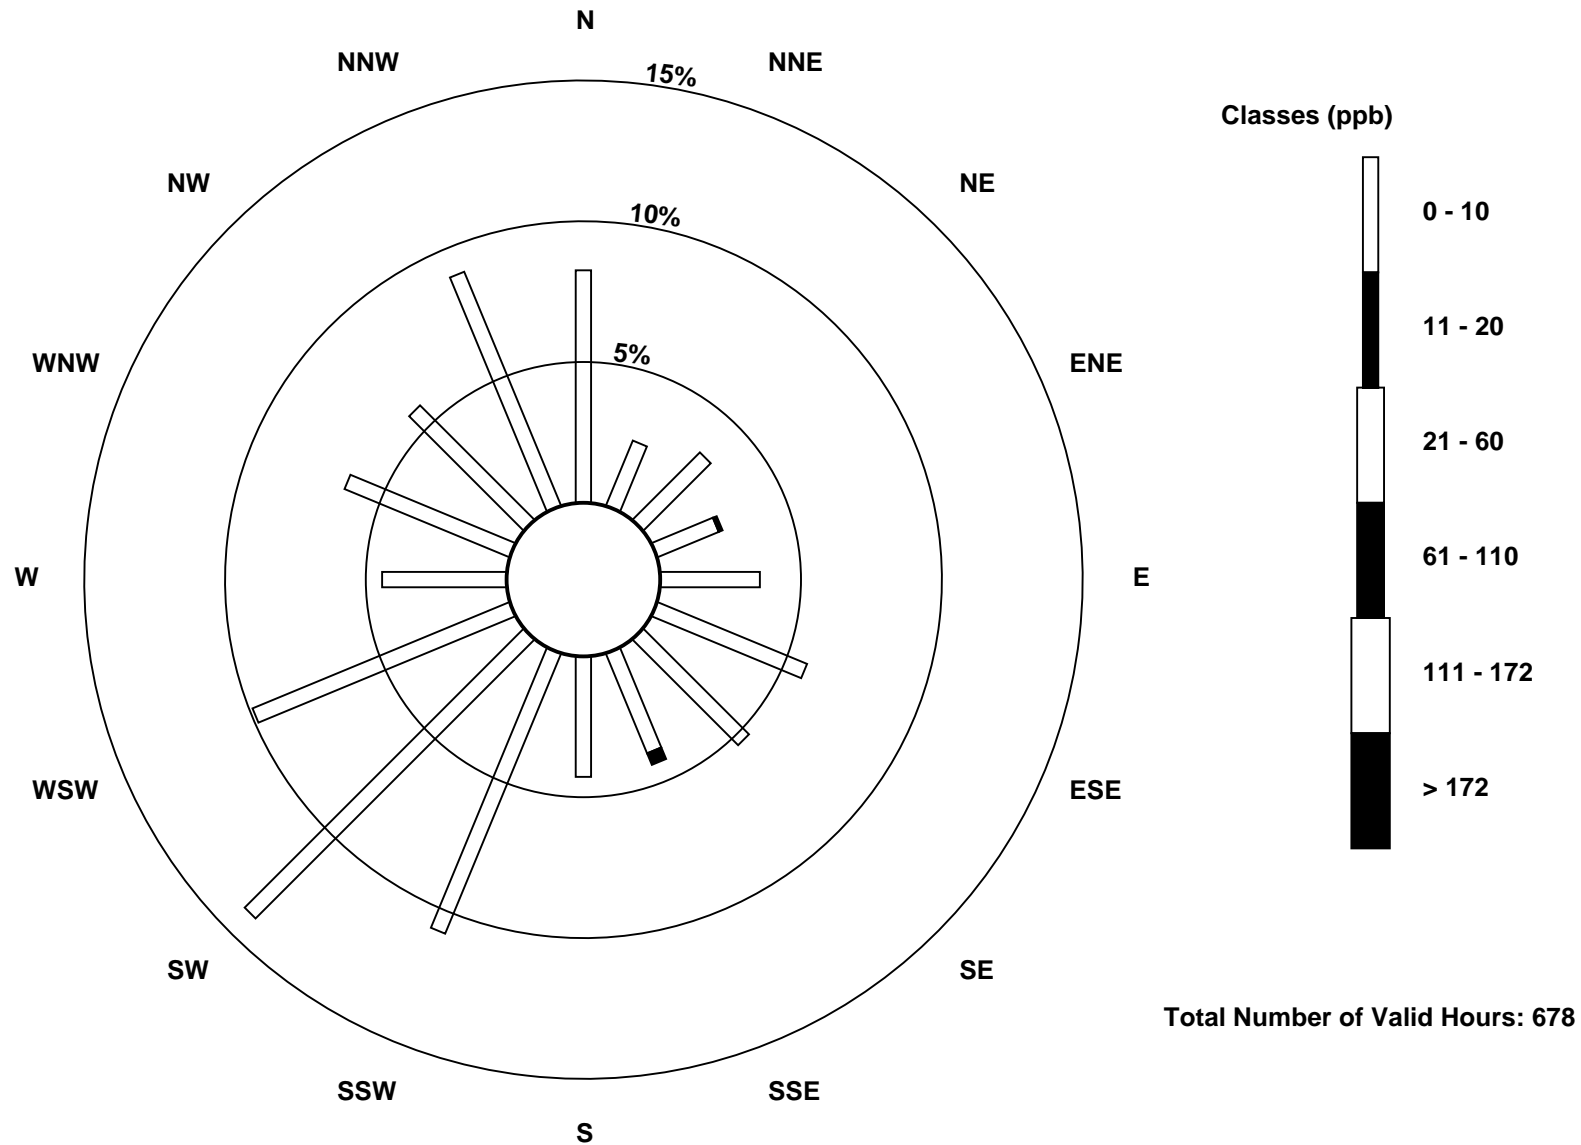 N
NNW
NNE
15%
Classes (ppb)
NW
NE
0 - 10
10%
11 - 20
5%
WNW
ENE
21 - 60
61 - 110
W
E
111 - 172
WSW
ESE
> 172
SW
SE
Total Number of Valid Hours: 678
SSW
SSE
S